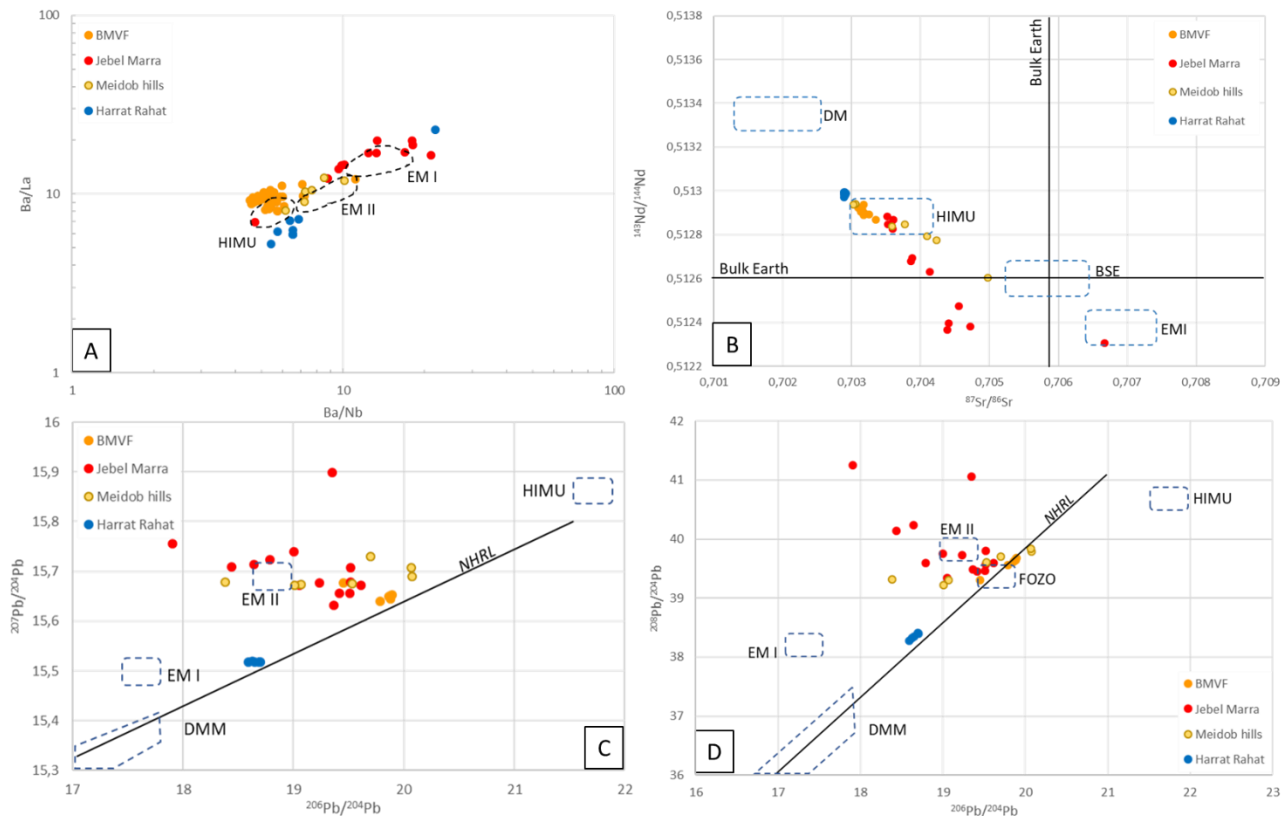 100
BMVF
Jebel Marra
Meidob hills
Harrat Rahat
Ba/La
10
EM I
EM II
HIMU
A
1
1
10
100
Ba/Nb
0,5138
0,5136
0,5134
0,5132
0,513
0,5128
0,5126
0,5124
0,5122
¹⁴³Nd/¹⁴⁴Nd
Bulk Earth
BMVF
Jebel Marra
Meidob hills
Harrat Rahat
DM
HIMU
Bulk Earth
BSE
EMI
B
0,701
0,702
0,703
0,704
0,705
0,706
0,707
0,708
0,709
⁸⁷Sr/⁸⁶Sr
16
15,9
15,8
15,7
15,6
15,5
15,4
15,3
²⁰⁷Pb/²⁰⁴Pb
BMVF
Jebel Marra
Meidob hills
Harrat Rahat
HIMU
NHRL
EM II
EM I
DMM
C
17
18
19
20
21
22
²⁰⁶Pb/²⁰⁴Pb
42
41
40
39
38
37
36
²⁰⁸Pb/²⁰⁴Pb
NHRL
HIMU
EM II
FOZO
EM I
DMM
BMVF
Jebel Marra
Meidob hills
Harrat Rahat
D
16
17
18
19
20
21
22
23
²⁰⁶Pb/²⁰⁴Pb